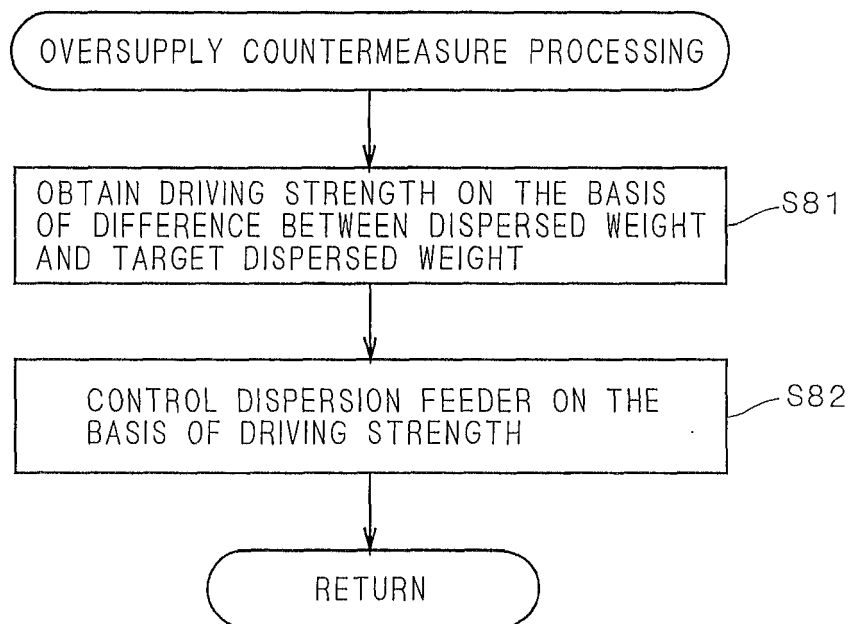 OVERSUPPLY COUNTERMEASURE PROCESSING
OBTAIN DRIVING STRENGTH ON THE BASIS
OF DIFFERENCE BETWEEN DISPERSED WEIGHT
AND TARGET DISPERSED WEIGHT
S81
CONTROL DISPERSION FEEDER ON THE
BASIS OF DRIVING STRENGTH
S82
RETURN